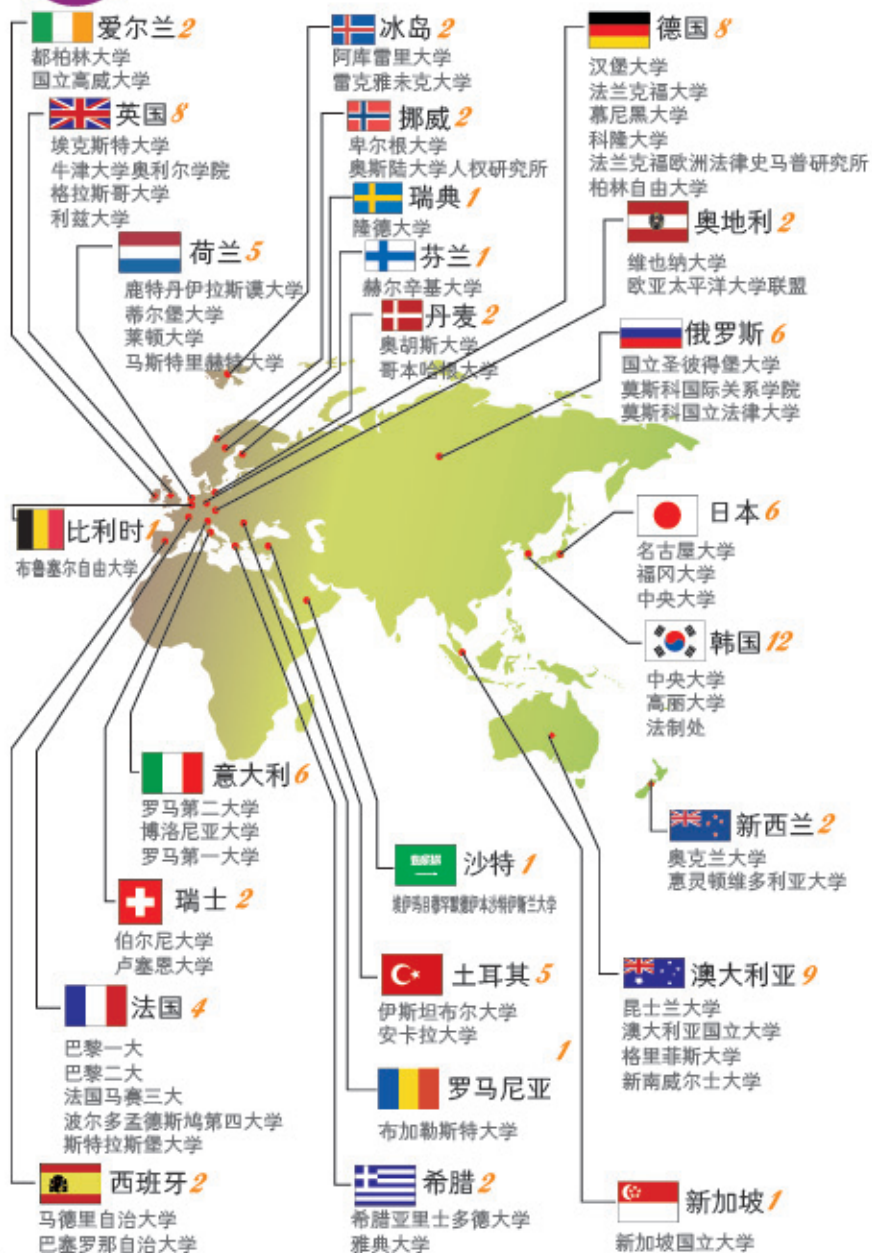 爱尔兰 2
都柏林大学
国立高威大学
英国 8
埃克斯特大学
牛津大学奥利尔学院
格拉斯哥大学
利兹大学
荷兰 5
鹿特丹伊拉斯谟大学
蒂尔堡大学
莱顿大学
马斯特里赫特大学
冰岛 2
阿库雷里大学
雷克雅未克大学
挪威 2
卑尔根大学
奥斯陆大学人权研究所
瑞典 1
隆德大学
芬兰 1
赫尔辛基大学
丹麦 2
奥胡斯大学
哥本哈根大学
德国 8
汉堡大学
法兰克福大学
慕尼黑大学
科隆大学
法兰克福欧洲法律史马普研究所
柏林自由大学
奥地利 2
维也纳大学
欧亚太平洋大学联盟
俄罗斯 6
国立圣彼得堡大学
莫斯科国际关系学院
莫斯科国立法律大学
比利时 1
布鲁塞尔自由大学
日本 6
名古屋大学
福冈大学
中央大学
韩国 12
中央大学
高丽大学
法制处
意大利 6
罗马第二大学
博洛尼亚大学
罗马第一大学
瑞士 2
伯尔尼大学
卢塞恩大学
法国 4
巴黎一大
巴黎二大
法国马赛三大
波尔多孟德斯鸠第四大学
斯特拉斯堡大学
西班牙 2
马德里自治大学
巴塞罗那自治大学
沙特 1
土耳其 5
伊斯坦布尔大学
安卡拉大学
罗马尼亚 1
布加勒斯特大学
希腊 2
希腊亚里士多德大学
雅典大学
新西兰 2
奥克兰大学
惠灵顿维多利亚大学
澳大利亚 9
昆士兰大学
澳大利亚国立大学
格里菲斯大学
新南威尔士大学
新加坡 1
新加坡国立大学